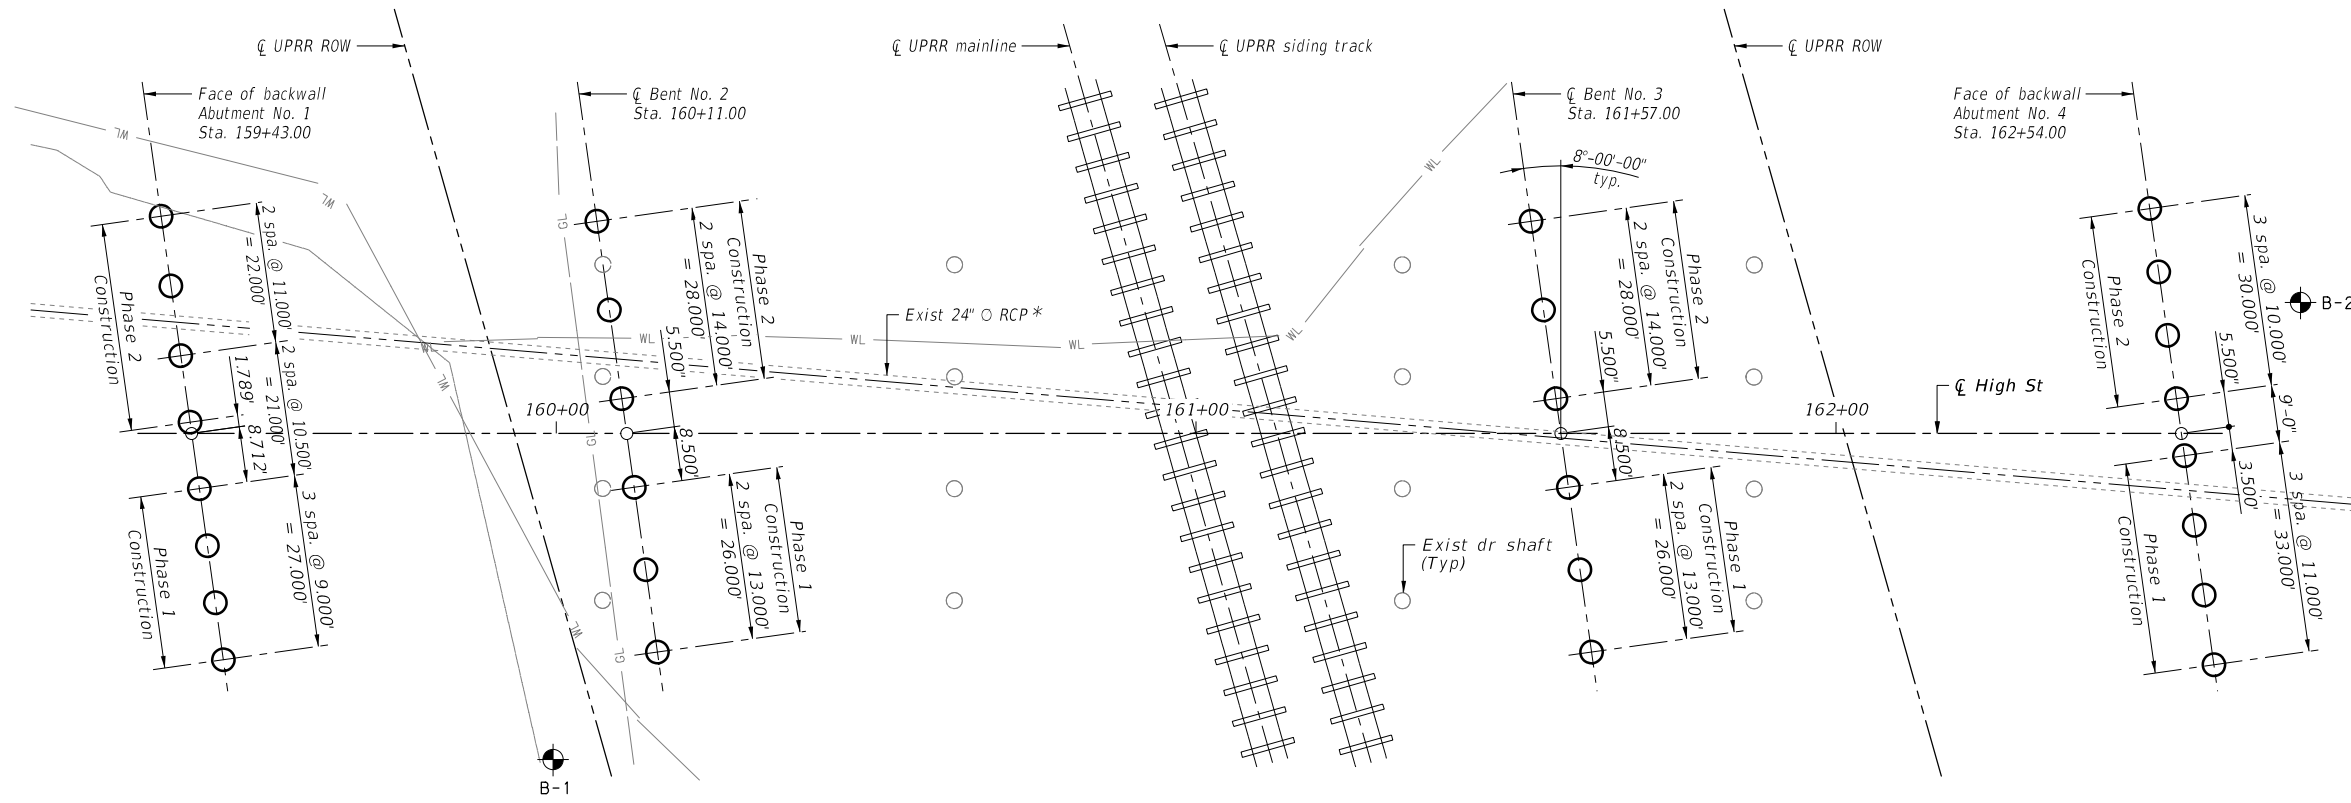 ℄ UPRR ROW
℄ UPRR mainline
℄ UPRR siding track
℄ UPRR ROW
Face of backwall
Abutment No. 1
Sta. 159+43.00
℄ Bent No. 2
Sta. 160+11.00
℄ Bent No. 3
Sta. 161+57.00
Face of backwall
Abutment No. 4
Sta. 162+54.00
WL
WL
WL
WL
WL
WL
WL
WL
WL
WL
GL
GL
GL
8°-00'-00"
typ.
2 spa. @ 11.000'
= 22.000'
Phase 2
Construction
1.789'
8.712'
2 spa. @ 10.500'
= 21.000'
3 spa. @ 9.000'
= 27.000'
Phase 1
Construction
Phase 2
Construction
2 spa. @ 14.000'
= 28.000'
5.500"
8.500'
Phase 1
Construction
2 spa. @ 13.000'
= 26.000'
Exist 24" O RCP *
160+00
161+00
162+00
℄ High St
Exist dr shaft
(Typ)
Phase 2
Construction
2 spa. @ 14.000'
= 28.000'
5.500"
8.500'
Phase 1
Construction
2 spa. @ 13.000'
= 26.000'
Phase 2
Construction
3 spa. @ 10.000'
= 30.000'
5.500"
9'-0"
3.500'
3 spa. @ 11.000'
= 33.000'
Phase 1
Construction
B-1
B-2